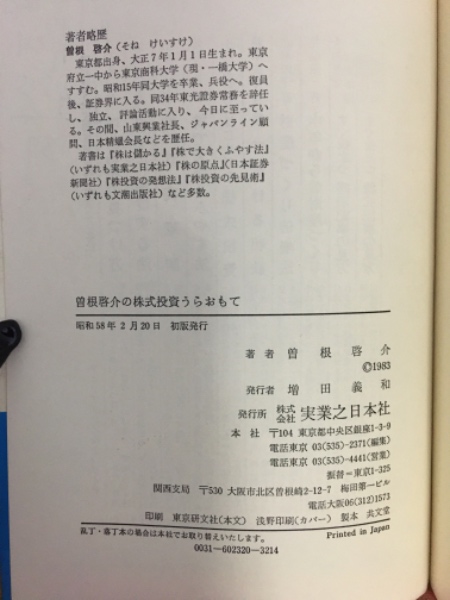 著者略歴
曽根 啓介（そね けいすけ）
東京都出身、大正7年1月1日生まれ。東京
府立一中から東京商科大学（現・一橋大学）へ
すすむ。昭和15年同大学を卒業、兵役へ。復員
後、証券界に入る。同34年東光証券常務を辞任
し、独立、評論活動に入り、今日に至ってい
る。その間、山東興業社長、ジャパンライン顧
問、日本精蠟会長などを歴任。
著書は『株は儲かる』『株で大きくふやす法』
（いずれも実業之日本社）『株の原点』（日本証券
新聞社）『株投資の発想法』『株投資の先見術』
（いずれも文潮出版社）など多数。
曽根啓介の株式投資うらおもて
昭和58年2月20日 初版発行
著者 曽根啓介
©1983
発行者 増田義和
発行所 株式会社 実業之日本社
本社 〒104 東京都中央区銀座1-3-9
電話東京 03(535)-2371(編集)
電話東京 03(535)-4441(営業)
振替=東京1-325
関西支局 〒530 大阪市北区曽根崎2-12-7 梅田第一ビル
電話大阪06(312)1573
印刷 東京研文社(本文) 浅野印刷(カバー) 製本 共文堂
乱丁・落丁本の場合は本社でお取り替えいたします。 Printed in Japan
0031-602320-3214